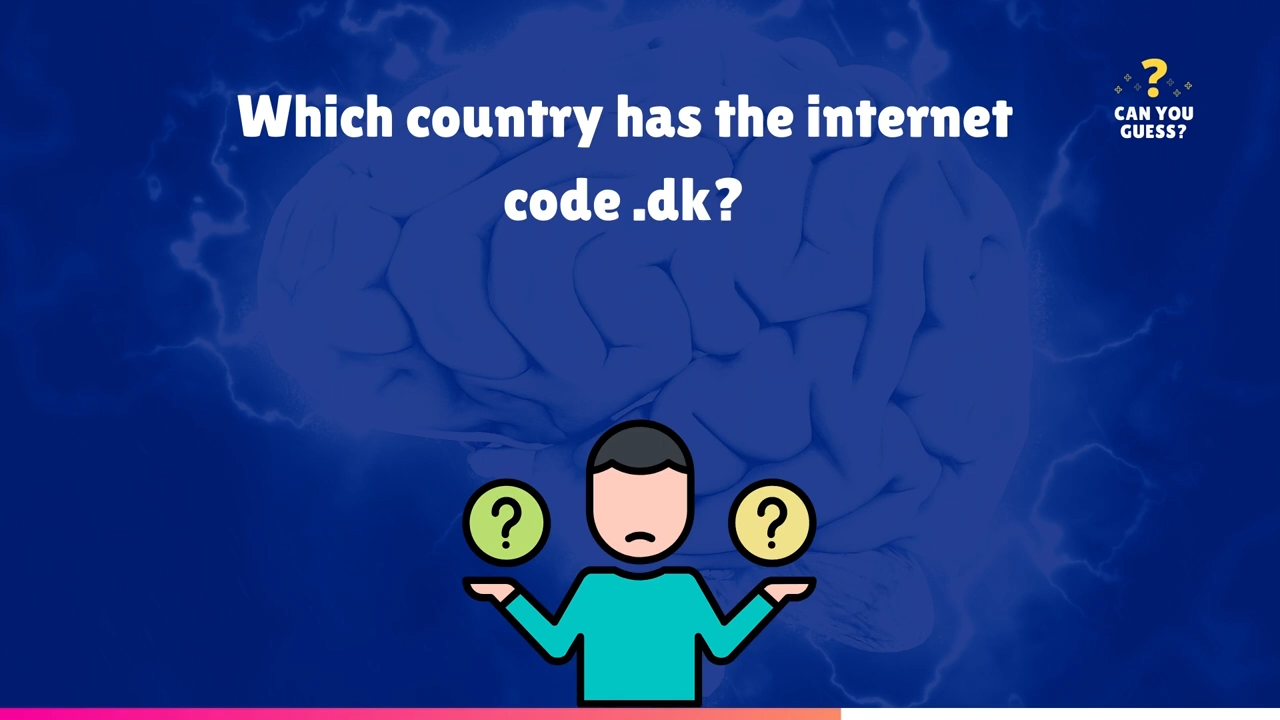 Which country has the internet
code .dk?
?
CAN YOU
GUESS?
?
?